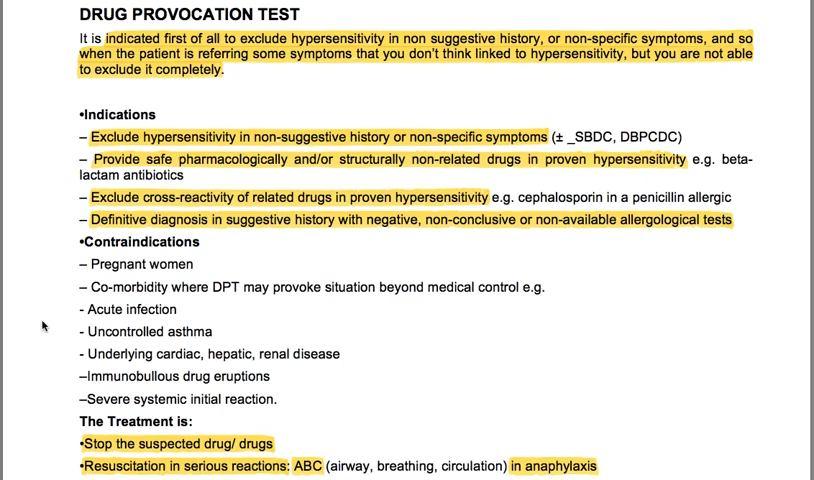 DRUG PROVOCATION TEST
It is indicated first of all to exclude hypersensitivity in non suggestive history, or non-specific symptoms, and so
when the patient is referring some symptoms that you don't think linked to hypersensitivity, but you are not able
to exclude it completely.
•Indications
– Exclude hypersensitivity in non-suggestive history or non-specific symptoms (± _SBDC, DBPCDC)
– Provide safe pharmacologically and/or structurally non-related drugs in proven hypersensitivity e.g. beta-
lactam antibiotics
– Exclude cross-reactivity of related drugs in proven hypersensitivity e.g. cephalosporin in a penicillin allergic
– Definitive diagnosis in suggestive history with negative, non-conclusive or non-available allergological tests
•Contraindications
– Pregnant women
– Co-morbidity where DPT may provoke situation beyond medical control e.g.
- Acute infection
- Uncontrolled asthma
- Underlying cardiac, hepatic, renal disease
–Immunobullous drug eruptions
–Severe systemic initial reaction.
The Treatment is:
•Stop the suspected drug/ drugs
•Resuscitation in serious reactions: ABC (airway, breathing, circulation) in anaphylaxis